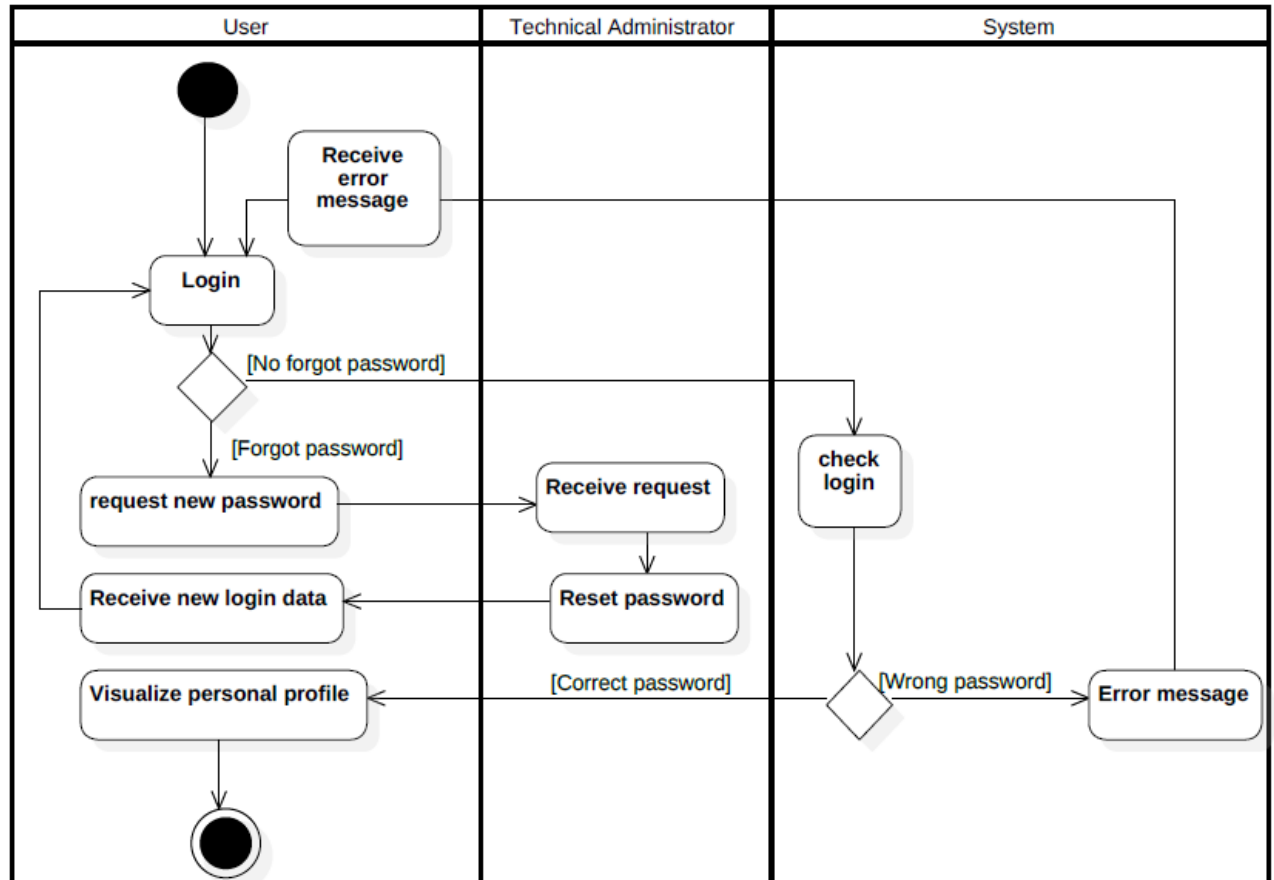 User
Technical Administrator
System
Receive
error
message
Login
[No forgot password]
[Forgot password]
check
login
request new password
Receive request
Receive new login data
Reset password
Visualize personal profile
[Correct password]
[Wrong password]
Error message